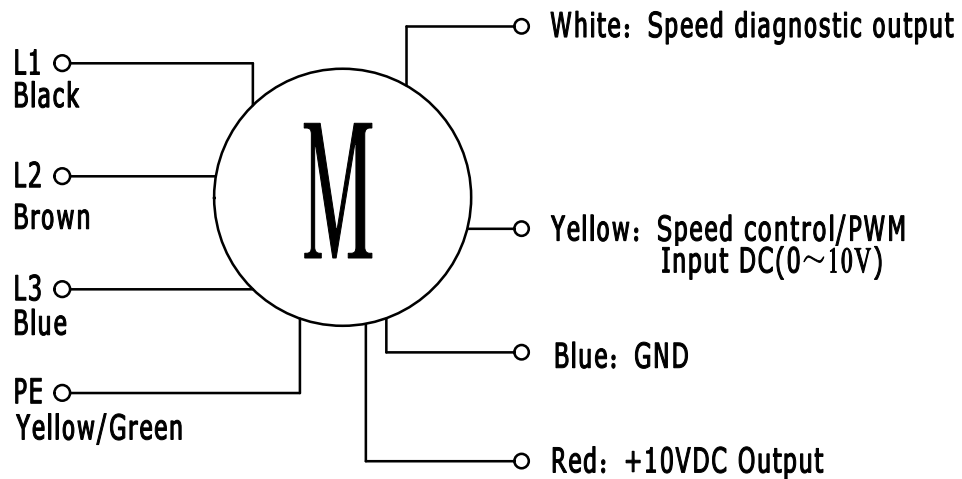 L1
Black
L2
Brown
L3
Blue
PE
Yellow/Green
M
White: Speed diagnostic output
Yellow: Speed control/PWM
Input DC(0～10V)
Blue: GND
Red: +10VDC Output